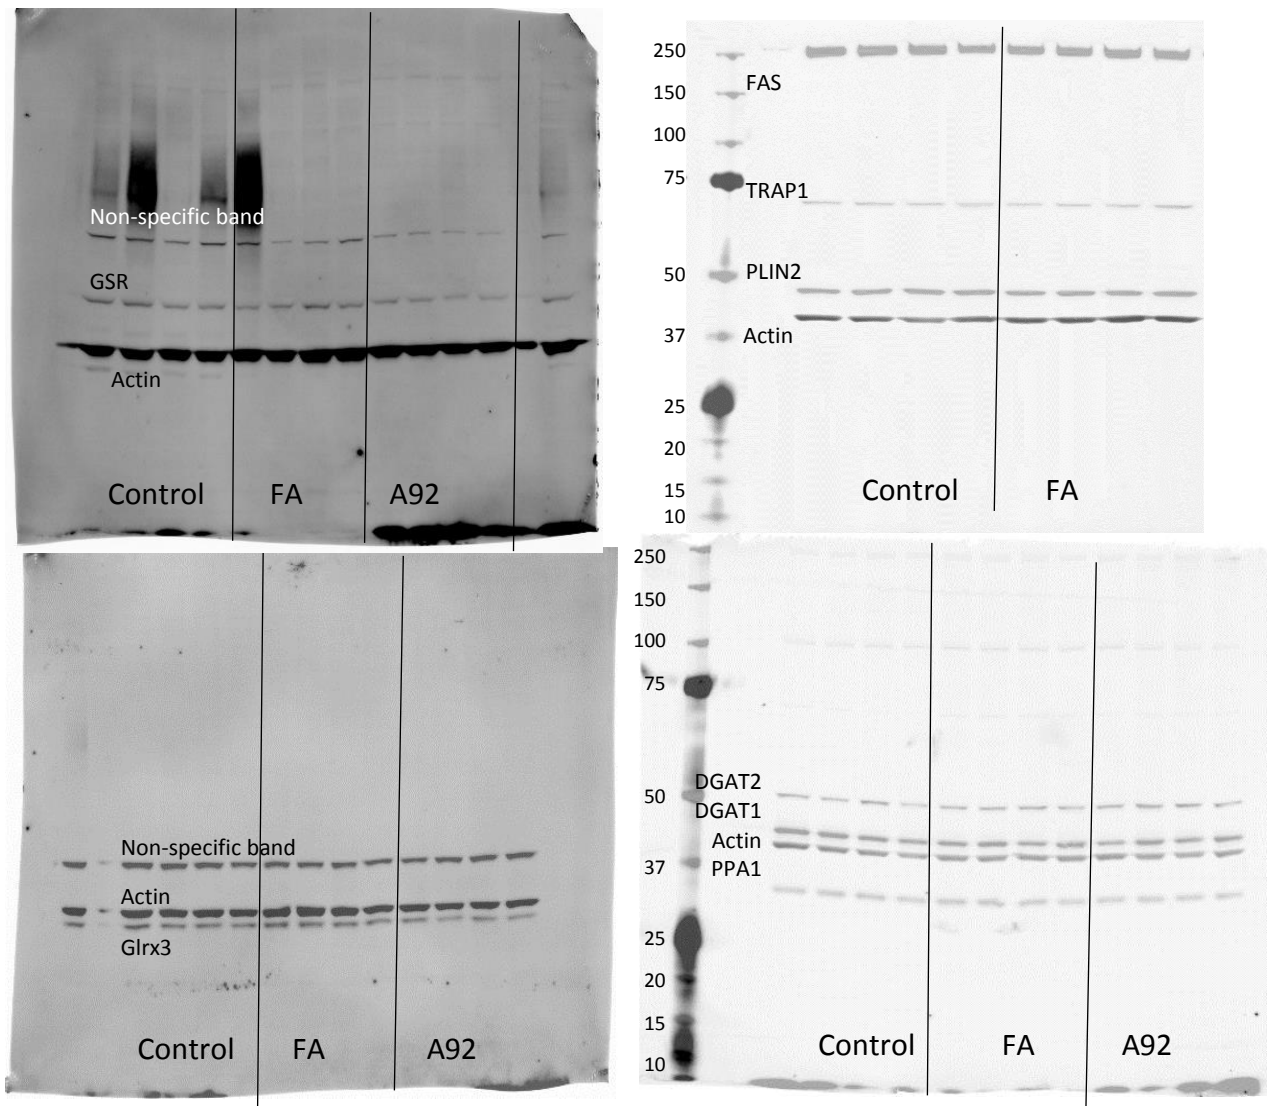 Non-specific band
GSR
Actin
Control FA A92
250
FAS
150
100
75
TRAP1
50 PLIN2
37 Actin
25
20
15
10
Control FA
Non-specific band
Actin
Glrx3
Control FA A92
250
150
100
75
DGAT2
50
DGAT1
Actin
37 PPA1
25
20
15
10
Control FA A92